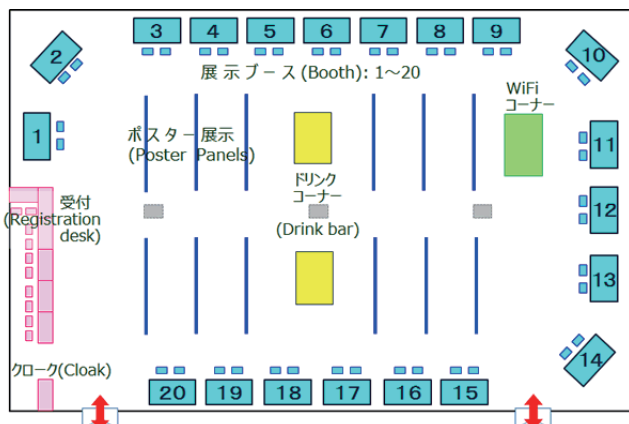 3
4
5
6
7
8
9
2
10
展示ブース(Booth): 1～20
WiFi
コーナー
1
ポスター展示
(Poster Panels)
11
ドリンク
コーナー
(Drink bar)
受付
(Registration
desk)
12
13
クローク(Cloak)
14
20
19
18
17
16
15